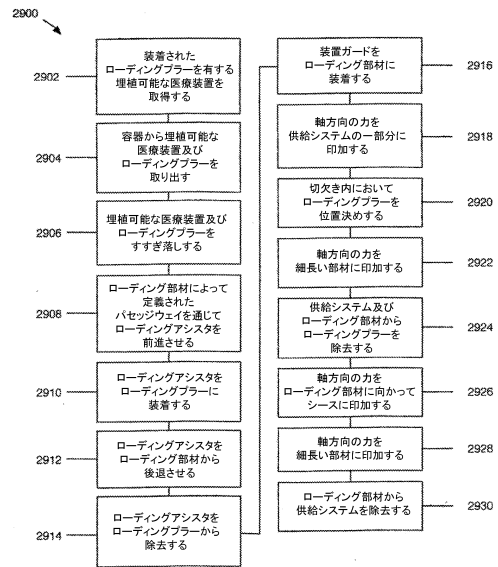 2900
2902
装着された
ローディングプラーを有する
埋植可能な医療装置を
取得する
2904
容器から埋植可能な
医療装置及び
ローディングプラーを
取り出す
2906
埋植可能な医療装置及び
ローディングプラーを
すすぎ落しする
2908
ローディング部材によって
定義された
パセッジウェイを通じて
ローディングアシスタを
前進させる
2910
ローディングアシスタを
ローディングプラーに
装着する
2912
ローディングアシスタを
ローディング部材から
後退させる
2914
ローディングアシスタを
ローディングプラーから
除去する
装置ガードを
ローディング部材に
装着する
2916
軸方向の力を
供給システムの一部分に
印加する
2918
切欠き内において
ローディングプラーを
位置決めする
2920
軸方向の力を
細長い部材に印加する
2922
供給システム及び
ローディング部材から
ローディングプラーを
除去する
2924
軸方向の力を
ローディング部材に向かって
シースに印加する
2926
軸方向の力を
細長い部材に印加する
2928
ローディング部材から
供給システムを除去する
2930